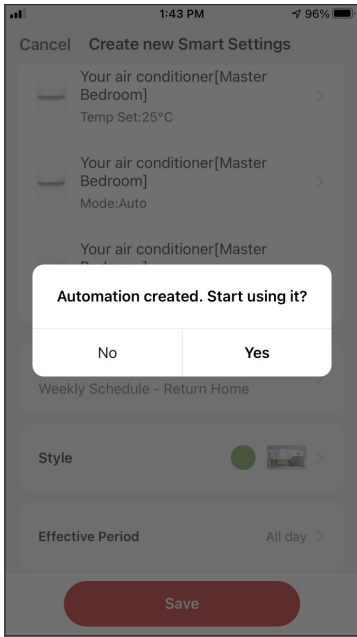 1:43 PM
96%
Cancel
Create new Smart Settings
Your air conditioner[Master
Bedroom]
Temp Set:25°C
Your air conditioner[Master
Bedroom]
Mode:Auto
Your air conditioner[Master
Automation created. Start using it?
No
Yes
Weekly Schedule - Return Home
Style
Effective Period
All day
Save